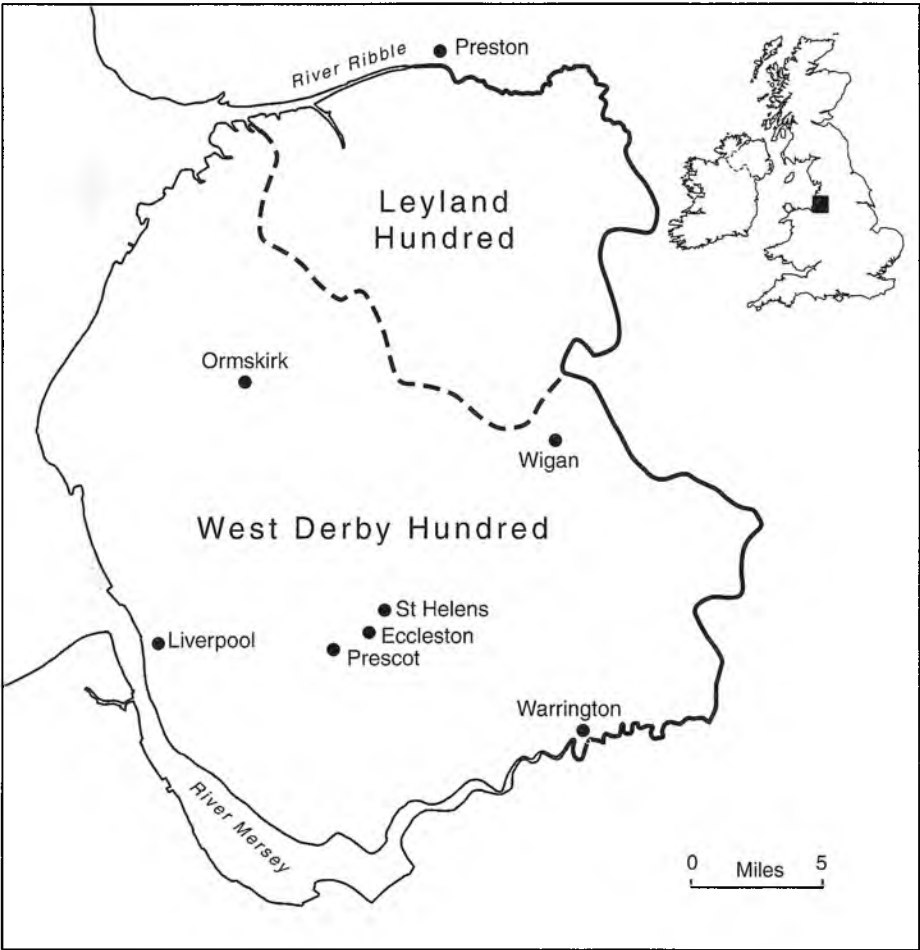 River Ribble
Preston
Leyland
Hundred
Ormskirk
Wigan
West Derby Hundred
St Helens
Eccleston
Prescot
Liverpool
Warrington
River Mersey
0 Miles 5